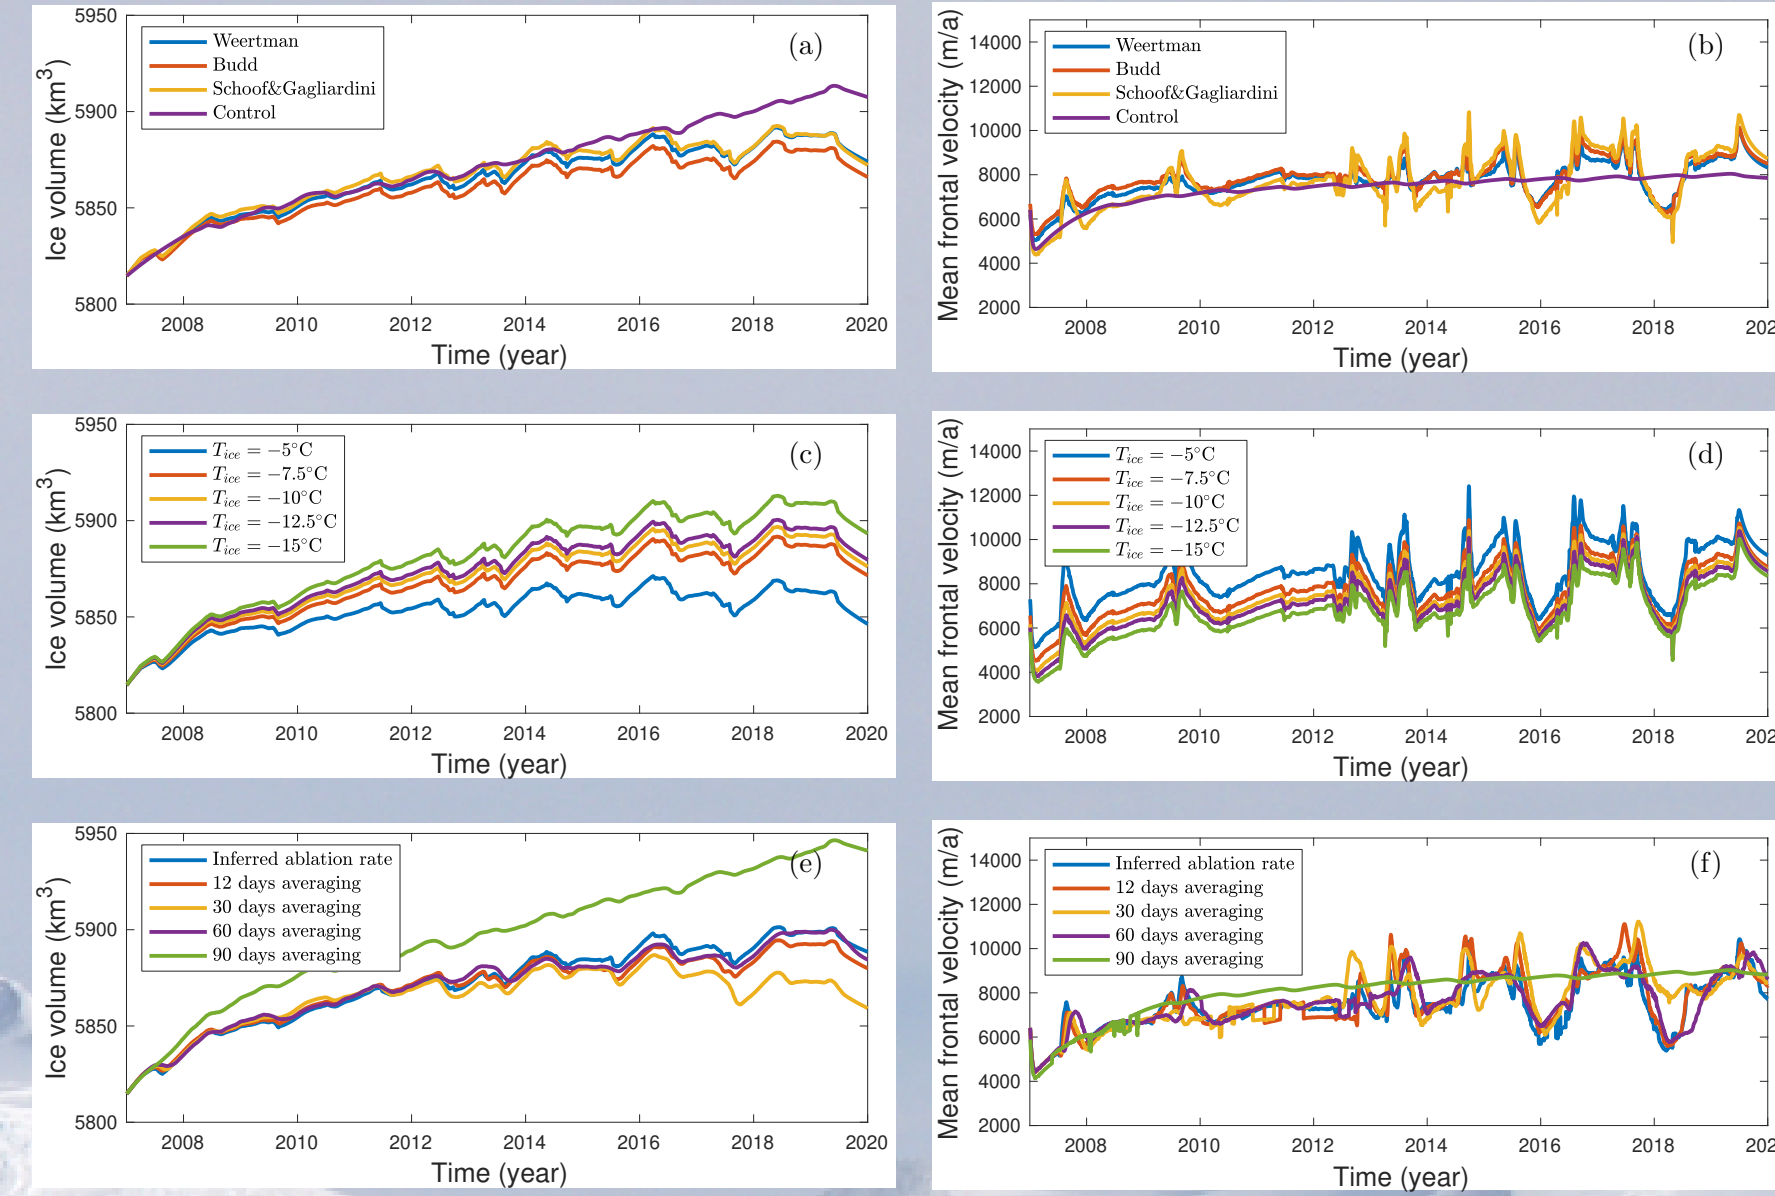 (a)
Weertman
Budd
Schoof&Gagliardini
Control
Ice volume (km³)
5950
5900
5850
5800
2008 2010 2012 2014 2016 2018 2020
Time (year)
(b)
Weertman
Budd
Schoof&Gagliardini
Control
Mean frontal velocity (m/a)
14000
12000
10000
8000
6000
4000
2000
2008 2010 2012 2014 2016 2018 202
Time (year)
(c)
T_ice = −5°C
T_ice = −7.5°C
T_ice = −10°C
T_ice = −12.5°C
T_ice = −15°C
Ice volume (km³)
5950
5900
5850
5800
2008 2010 2012 2014 2016 2018 2020
Time (year)
(d)
T_ice = −5°C
T_ice = −7.5°C
T_ice = −10°C
T_ice = −12.5°C
T_ice = −15°C
Mean frontal velocity (m/a)
14000
12000
10000
8000
6000
4000
2000
2008 2010 2012 2014 2016 2018 202
Time (year)
(e)
Inferred ablation rate
12 days averaging
30 days averaging
60 days averaging
90 days averaging
Ice volume (km³)
5950
5900
5850
5800
2008 2010 2012 2014 2016 2018 2020
Time (year)
(f)
Inferred ablation rate
12 days averaging
30 days averaging
60 days averaging
90 days averaging
Mean frontal velocity (m/a)
14000
12000
10000
8000
6000
4000
2000
2008 2010 2012 2014 2016 2018 202
Time (year)